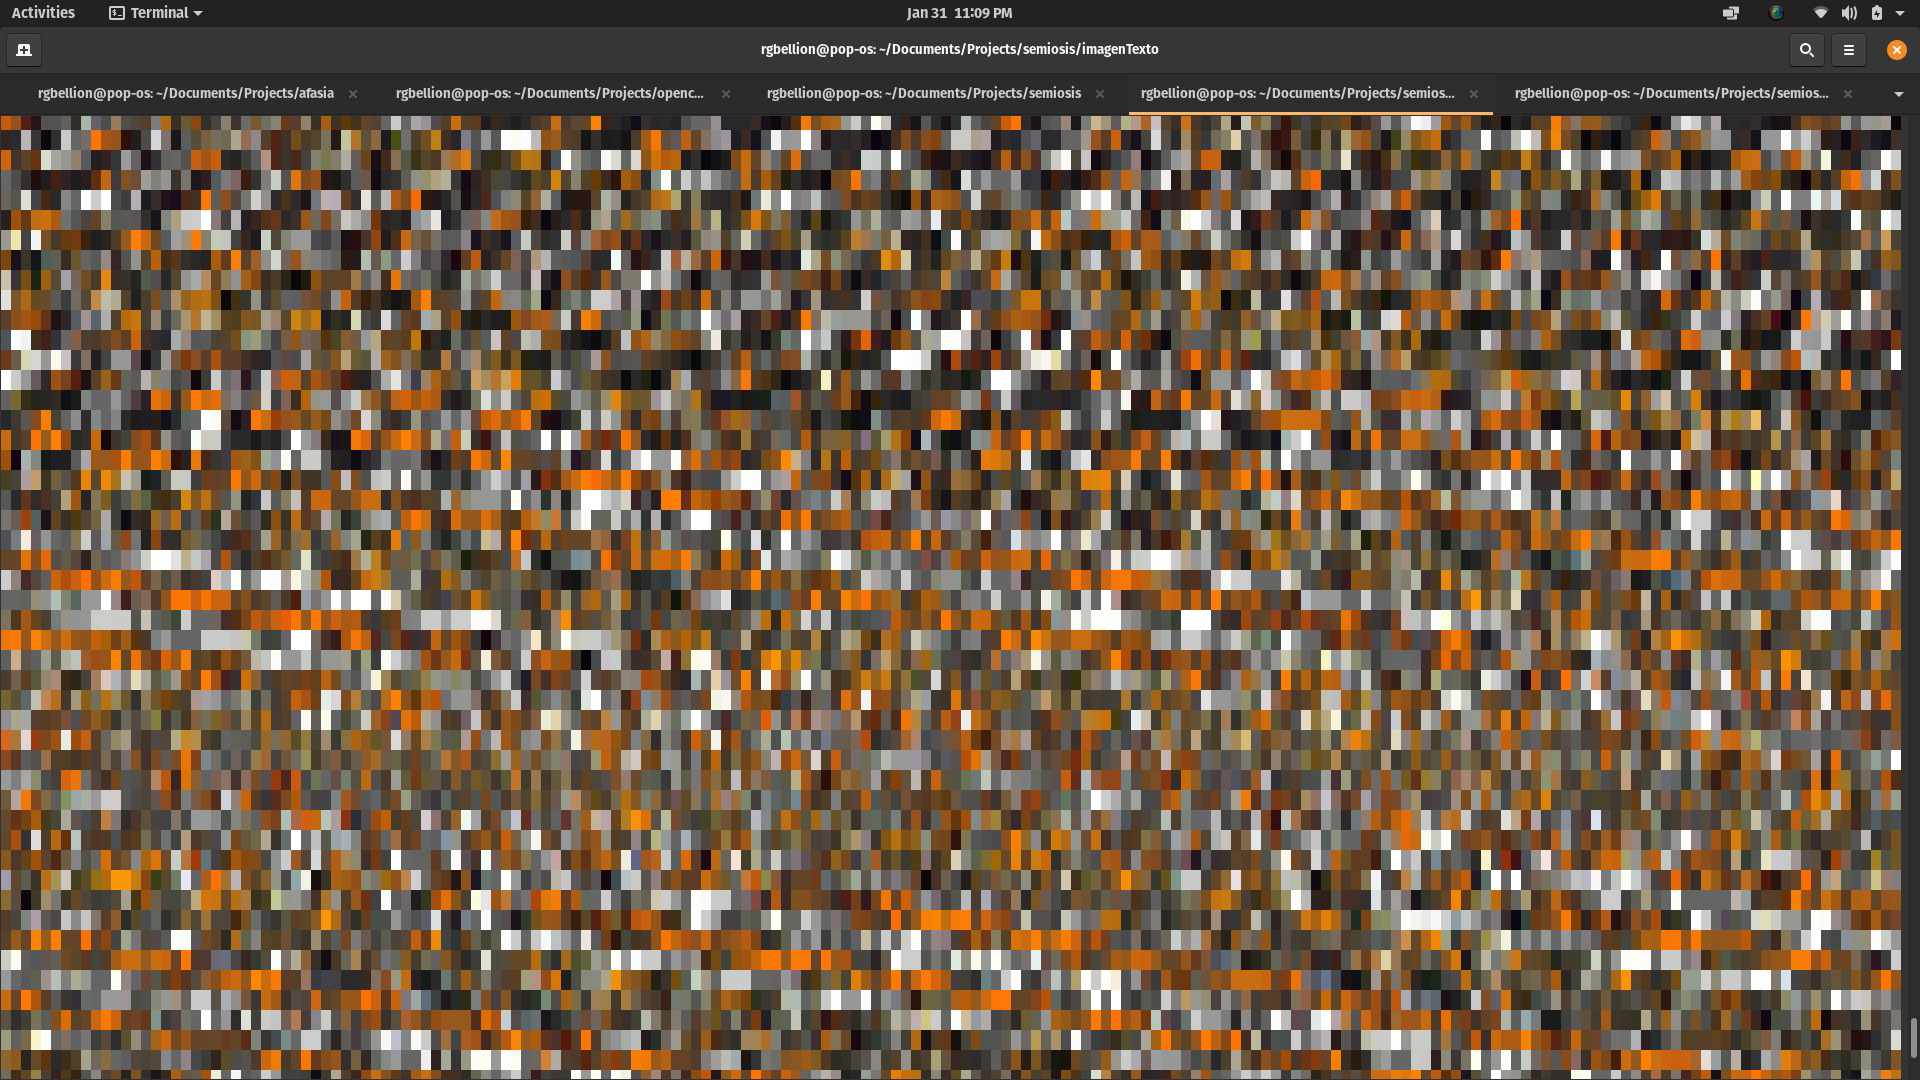 Activities Terminal Jan 31 11:09 PM
rgbellion@pop-os: ~/Documents/Projects/semiosis/imagenTexto
rgbellion@pop-os: ~/Documents/Projects/afasia rgbellion@pop-os: ~/Documents/Projects/openc... rgbellion@pop-os: ~/Documents/Projects/semiosis rgbellion@pop-os: ~/Documents/Projects/semios... rgbellion@pop-os: ~/Documents/Projects/semios...